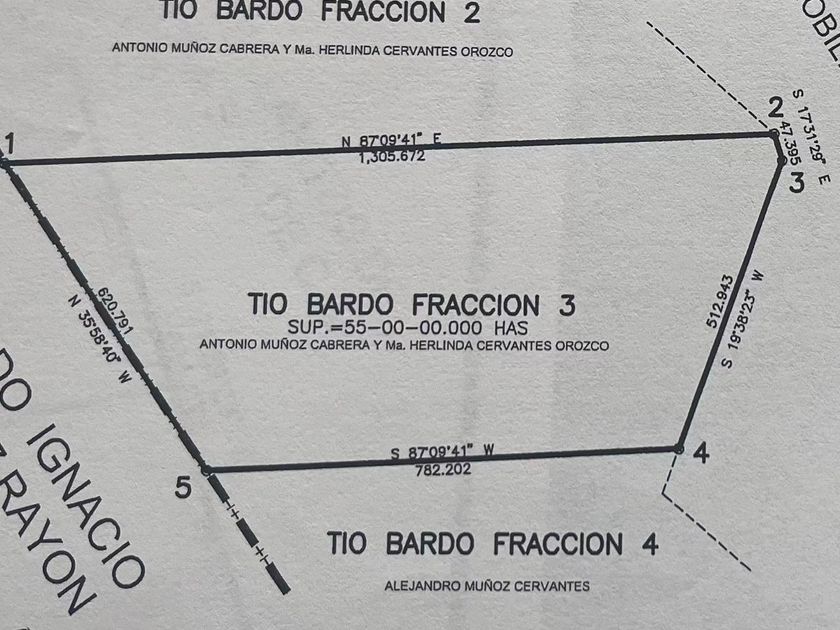 TIO BARDO FRACCION 2
ANTONIO MUÑOZ CABRERA Y Ma. HERLINDA CERVANTES OROZCO
1
N 87°09'41" E
1,305.672
2
47.395
S 17°31'29" E
3
620.791
N 35°58'40" W
TIO BARDO FRACCION 3
SUP.=55-00-00.000 HAS
ANTONIO MUÑOZ CABRERA Y Ma. HERLINDA CERVANTES OROZCO
512.943
S 19°38'23" W
S 87°09'41" W
782.202
4
5
IGNACIO
RAYON
TIO BARDO FRACCION 4
ALEJANDRO MUÑOZ CERVANTES